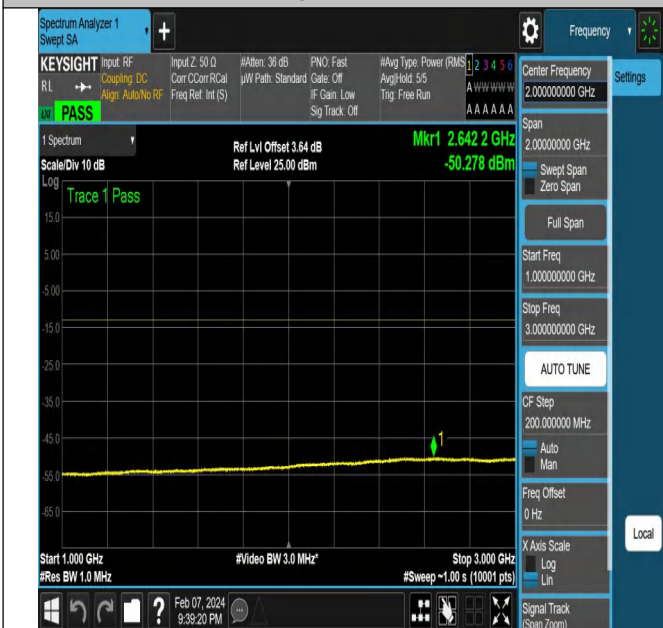 Spectrum Analyzer 1
Swept SA
+
Frequency
KEYSIGHT
RL
LXI
PASS
Input: RF
Coupling: DC
Align: Auto/No RF
Input Z: 50 Ω
Corr CCorr RCal
Freq Ref: Int (S)
#Atten: 36 dB
µW Path: Standard
PNO: Fast
Gate: Off
IF Gain: Low
Sig Track: Off
#Avg Type: Power (RMS
Avg|Hold: 5/5
Trig: Free Run
1 2 3 4 5 6
A W W W W W
A A A A A A
1 Spectrum
Scale/Div 10 dB
Ref Lvl Offset 3.64 dB
Ref Level 25.00 dBm
Mkr1 2.642 2 GHz
-50.278 dBm
Log
Trace 1 Pass
15.0
5.00
-5.00
-15.0
-25.0
-35.0
-45.0
-55.0
-65.0
1
Start 1.000 GHz
#Res BW 1.0 MHz
#Video BW 3.0 MHz*
Stop 3.000 GHz
#Sweep ~1.00 s (10001 pts)
?
Feb 07, 2024
9:39:20 PM
Center Frequency
2.000000000 GHz
Span
2.00000000 GHz
Swept Span
Zero Span
Full Span
Start Freq
1.000000000 GHz
Stop Freq
3.000000000 GHz
AUTO TUNE
CF Step
200.000000 MHz
Auto
Man
Freq Offset
0 Hz
X Axis Scale
Log
Lin
Signal Track
(Span Zoom)
Settings
Local